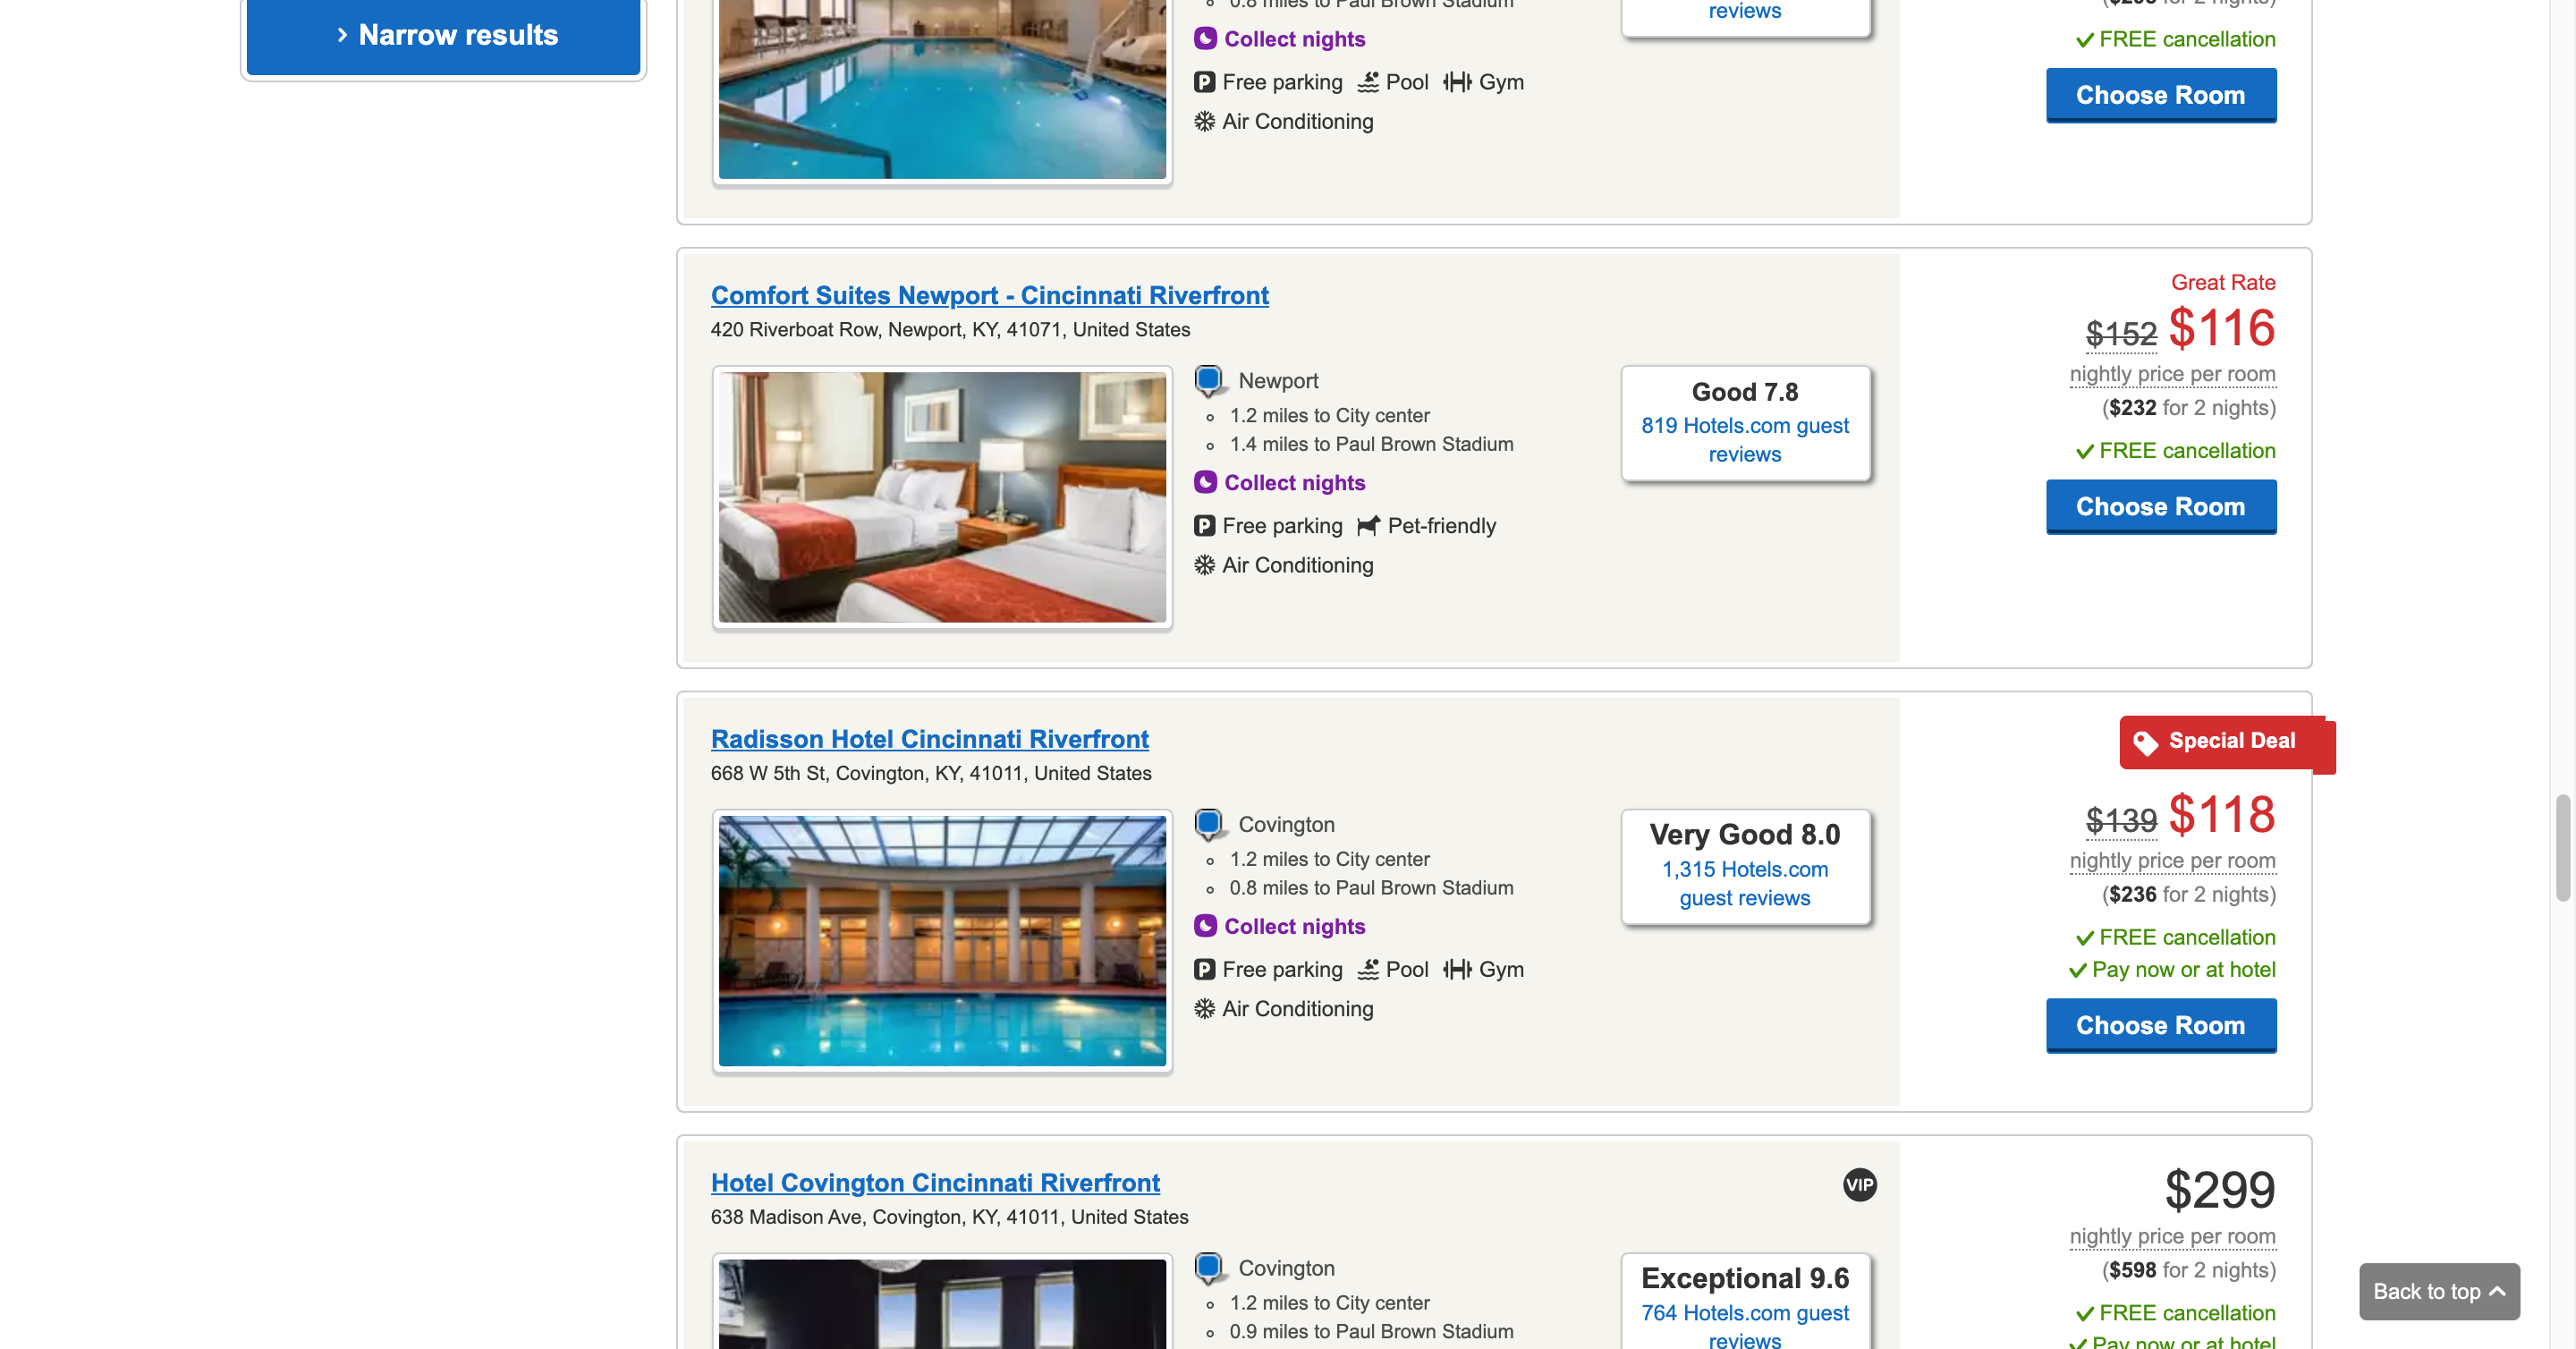 › Narrow results
0.8 miles to Paul Brown Stadium
Collect nights
Free parking Pool Gym
Air Conditioning
reviews
for 2 nights)
FREE cancellation
Choose Room
Comfort Suites Newport - Cincinnati Riverfront
420 Riverboat Row, Newport, KY, 41071, United States
Newport
1.2 miles to City center
1.4 miles to Paul Brown Stadium
Collect nights
Free parking Pet-friendly
Air Conditioning
Good 7.8
819 Hotels.com guest
reviews
Great Rate
$152 $116
nightly price per room
($232 for 2 nights)
FREE cancellation
Choose Room
Radisson Hotel Cincinnati Riverfront
668 W 5th St, Covington, KY, 41011, United States
Covington
1.2 miles to City center
0.8 miles to Paul Brown Stadium
Collect nights
Free parking Pool Gym
Air Conditioning
Very Good 8.0
1,315 Hotels.com
guest reviews
Special Deal
$139 $118
nightly price per room
($236 for 2 nights)
FREE cancellation
Pay now or at hotel
Choose Room
Hotel Covington Cincinnati Riverfront
638 Madison Ave, Covington, KY, 41011, United States
VIP
Covington
1.2 miles to City center
0.9 miles to Paul Brown Stadium
Exceptional 9.6
764 Hotels.com guest
reviews
$299
nightly price per room
($598 for 2 nights)
FREE cancellation
Pay now or at hotel
Back to top